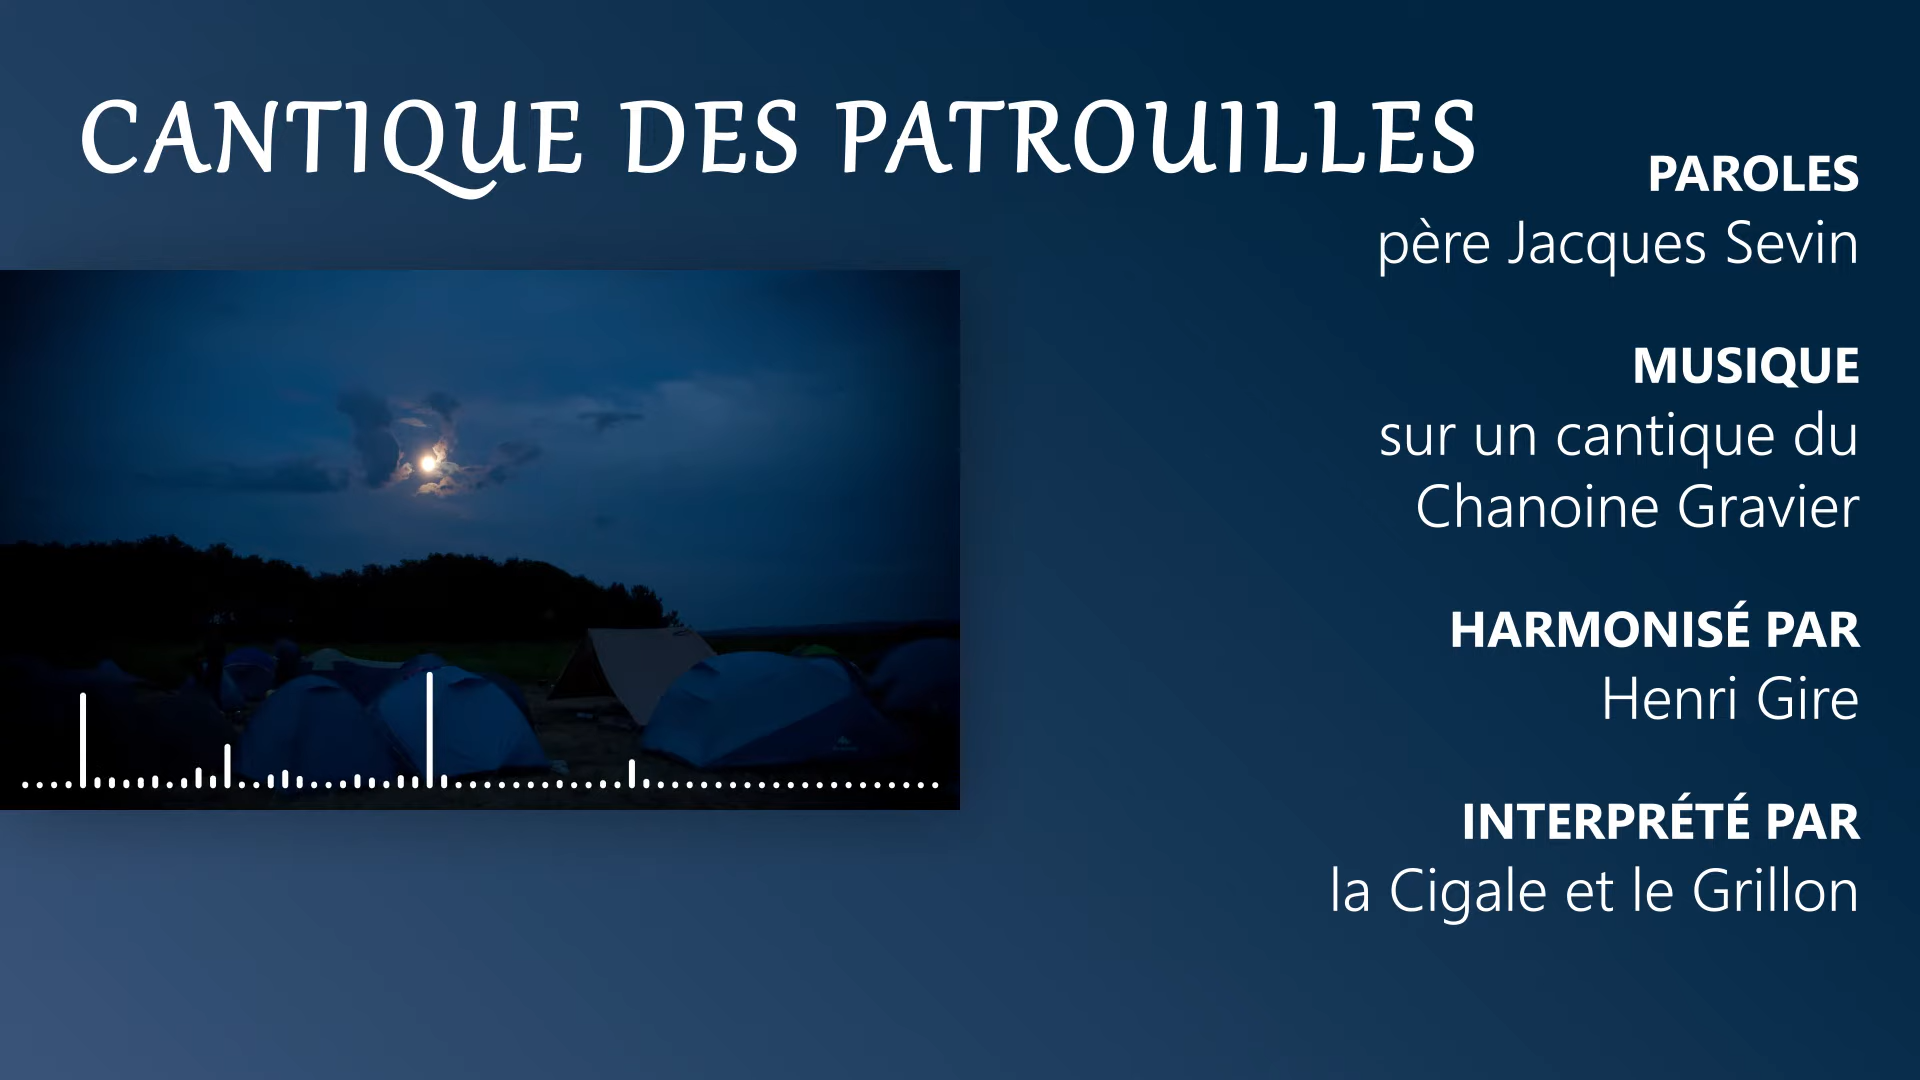 CANTIQUE DES PATROUILLES
PAROLES
père Jacques Sevin
MUSIQUE
sur un cantique du
Chanoine Gravier
HARMONISÉ PAR
Henri Gire
INTERPRÉTÉ PAR
la Cigale et le Grillon